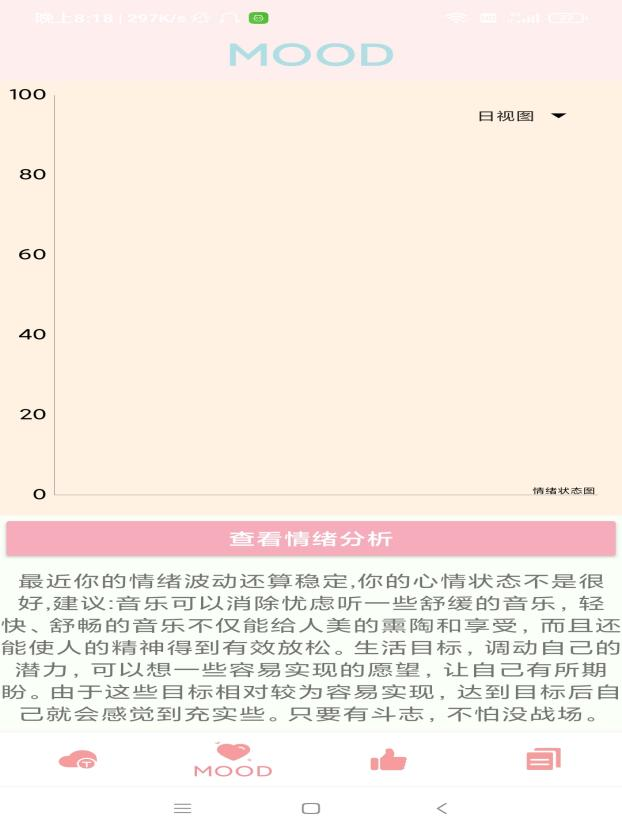 晚上8:18 | 297K/s
MOOD
100
日视图
80
60
40
20
0
情绪状态图
查看情绪分析
最近你的情绪波动还算稳定,你的心情状态不是很
好,建议:音乐可以消除忧虑听一些舒缓的音乐，轻
快、舒畅的音乐不仅能给人美的熏陶和享受，而且还
能使人的精神得到有效放松。生活目标，调动自己的
潜力，可以想一些容易实现的愿望，让自己有所期
盼。由于这些目标相对较为容易实现，达到目标后自
己就会感觉到充实些。只要有斗志，不怕没战场。
MOOD